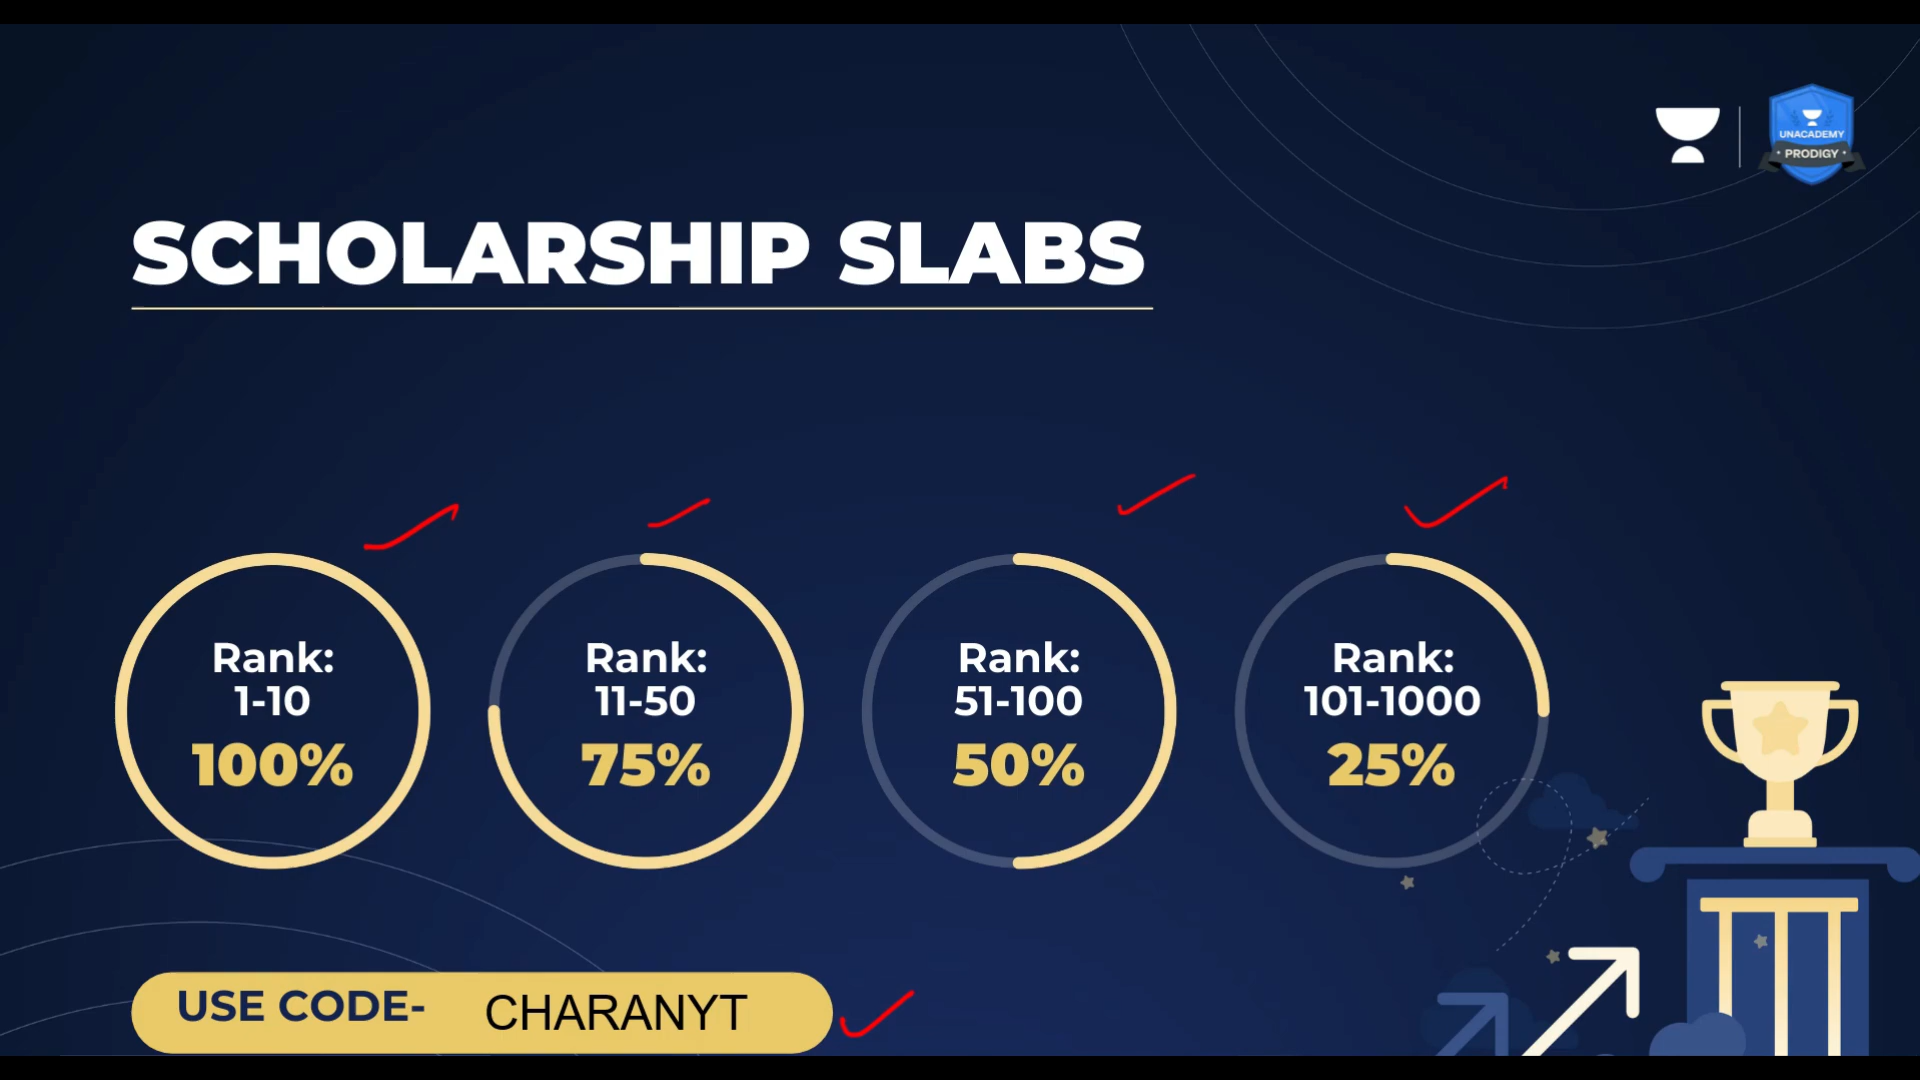 UNACADEMY
PRODIGY
SCHOLARSHIP SLABS
Rank:
1-10
100%
Rank:
11-50
75%
Rank:
51-100
50%
Rank:
101-1000
25%
USE CODE- CHARANYT